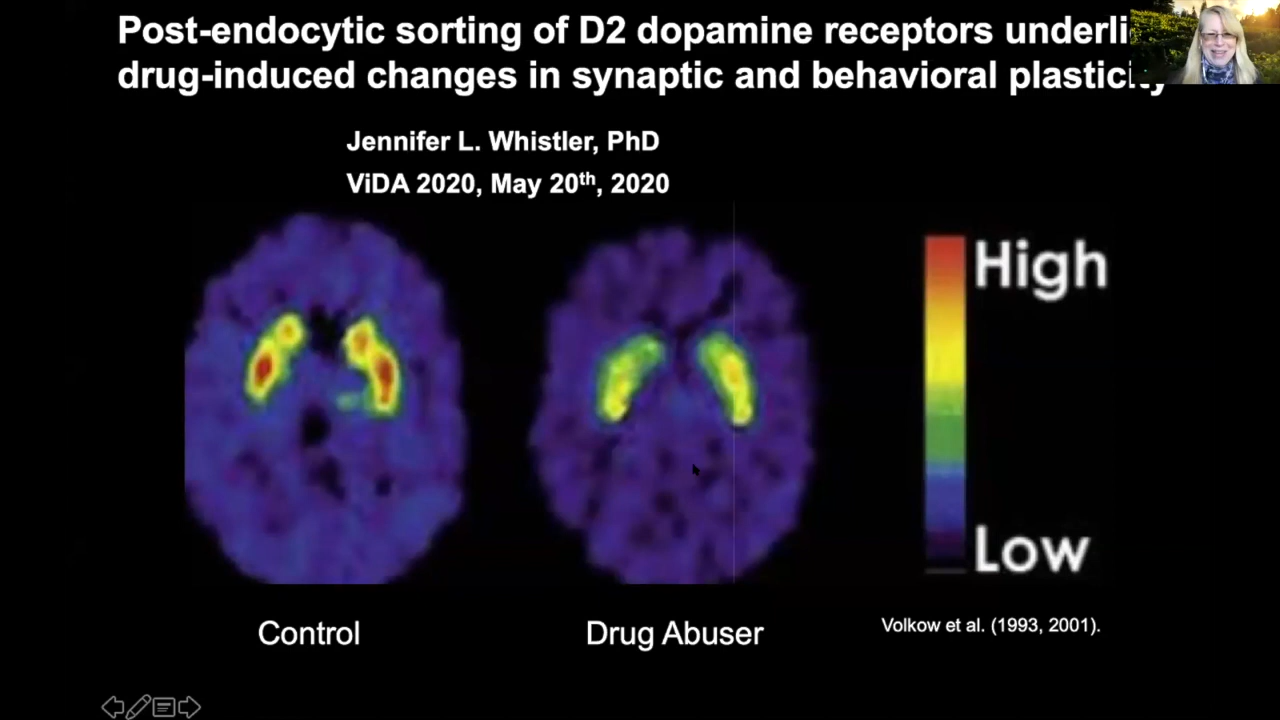 Post-endocytic sorting of D2 dopamine receptors
drug-induced changes in synaptic and behavioral
Jennifer L. Whistler, PhD
ViDA 2020, May 20th, 2020
High
Low
Control
Drug Abuser
Volkow et al. (1993, 2001).